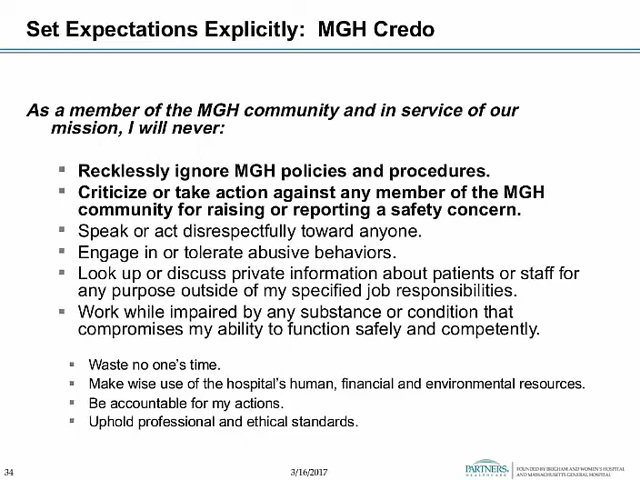 Set Expectations Explicitly:  MGH Credo
As a member of the MGH community and in service of our
mission, I will never:
Recklessly ignore MGH policies and procedures.
Criticize or take action against any member of the MGH
community for raising or reporting a safety concern.
Speak or act disrespectfully toward anyone.
Engage in or tolerate abusive behaviors.
Look up or discuss private information about patients or staff for
any purpose outside of my specified job responsibilities.
Work while impaired by any substance or condition that
compromises my ability to function safely and competently.
Waste no one's time.
Make wise use of the hospital's human, financial and environmental resources.
Be accountable for my actions.
Uphold professional and ethical standards.
34
3/16/2017
PARTNERS
HEALTHCARE
FOUNDED BY BRIGHAM AND WOMEN'S HOSPITAL
AND MASSACHUSETTS GENERAL HOSPITAL